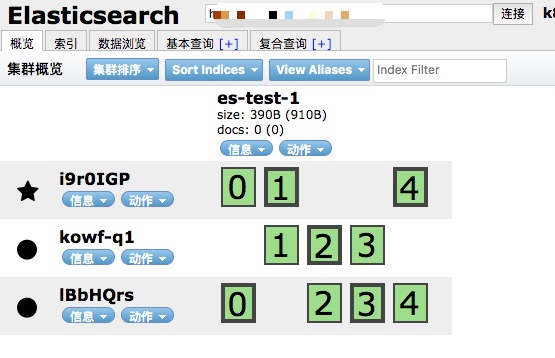 Elasticsearch
连接
概览 索引 数据浏览 基本查询 [+] 复合查询 [+]
集群概览 集群排序 Sort Indices View Aliases Index Filter
es-test-1
size: 390B (910B)
docs: 0 (0)
信息 动作
i9r0IGP
信息 动作
0 1 4
kowf-q1
信息 动作
1 2 3
lBbHQrs
信息 动作
0 2 3 4